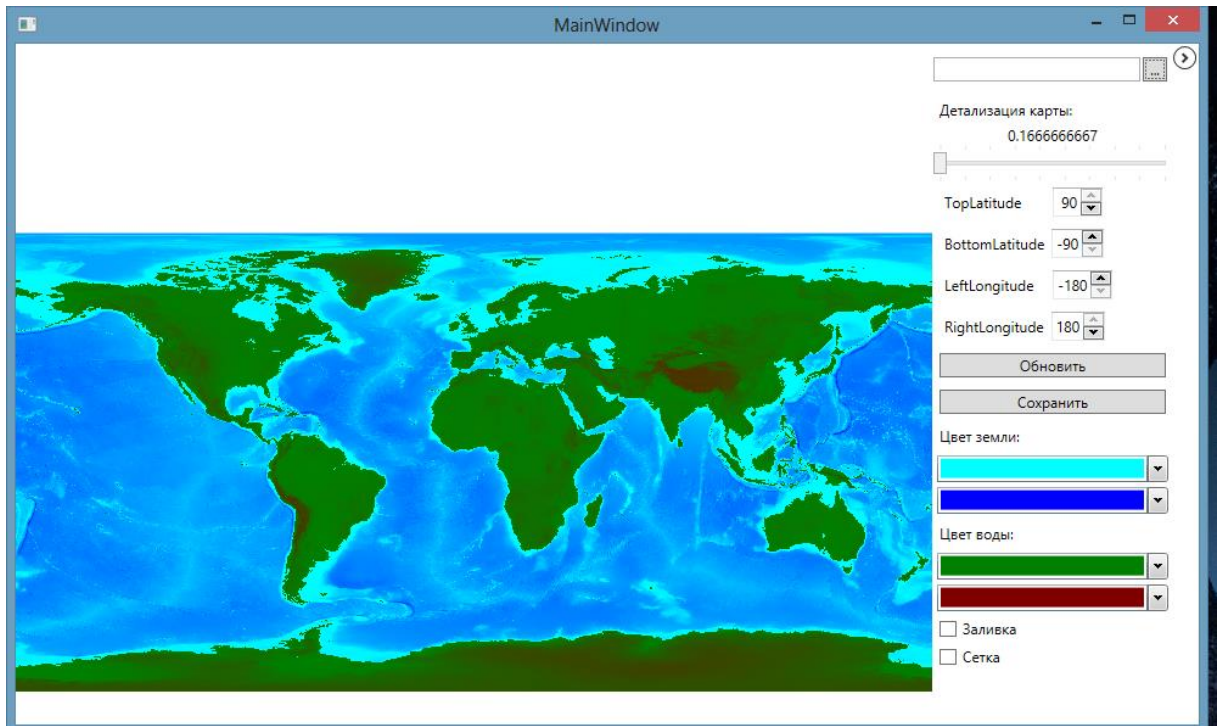 MainWindow
...
Детализация карты:
0.1666666667
TopLatitude 90
BottomLatitude -90
LeftLongitude -180
RightLongitude 180
Обновить
Сохранить
Цвет земли:
Цвет воды:
Заливка
Сетка